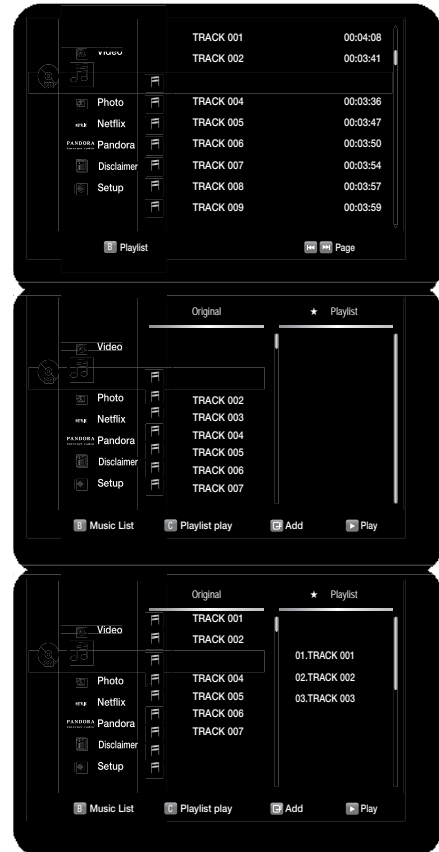 TRACK 001 00:04:08
Video TRACK 002 00:03:41
Photo TRACK 004 00:03:36
Netflix TRACK 005 00:03:47
PANDORA Pandora TRACK 006 00:03:50
Disclaimer TRACK 007 00:03:54
Setup TRACK 008 00:03:57
TRACK 009 00:03:59
B Playlist Page
Original ★ Playlist
Video
Photo TRACK 002
Netflix TRACK 003
PANDORA Pandora TRACK 004
TRACK 005
Disclaimer TRACK 006
Setup TRACK 007
B Music List C Playlist play Add Play
Original ★ Playlist
TRACK 001
Video TRACK 002
01.TRACK 001
Photo TRACK 004 02.TRACK 002
Netflix TRACK 005 03.TRACK 003
PANDORA Pandora TRACK 006
TRACK 007
Disclaimer
Setup
B Music List C Playlist play Add Play